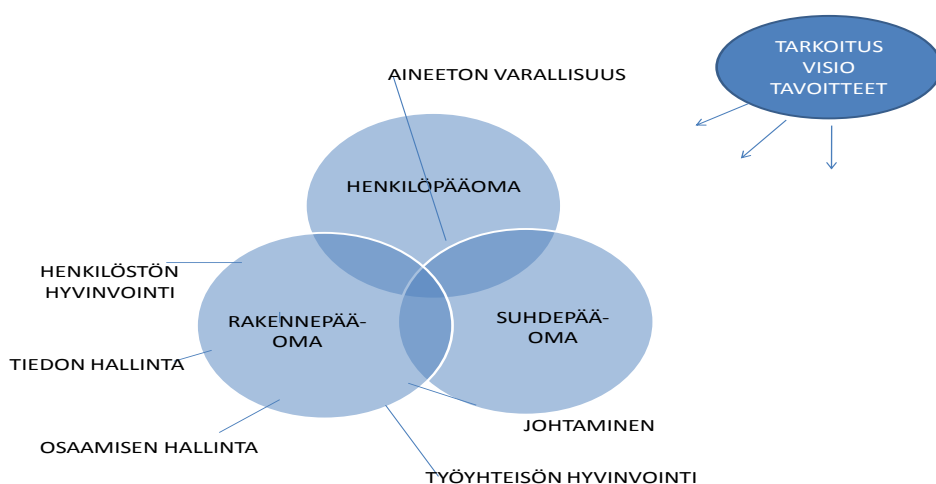 TARKOITUS
VISIO
TAVOITTEET
AINEETON VARALLISUUS
HENKILÖPÄÄOMA
HENKILÖSTÖN
HYVINVOINTI
RAKENNEPÄÄ-
OMA
SUHDEPÄÄ-
OMA
TIEDON HALLINTA
JOHTAMINEN
OSAAMISEN HALLINTA
TYÖYHTEISÖN HYVINVOINTI